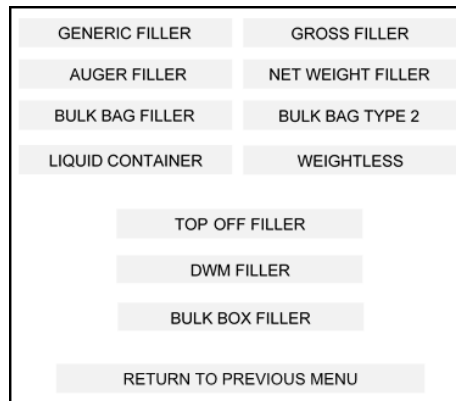 GENERIC FILLER
GROSS FILLER
AUGER FILLER
NET WEIGHT FILLER
BULK BAG FILLER
BULK BAG TYPE 2
LIQUID CONTAINER
WEIGHTLESS
TOP OFF FILLER
DWM FILLER
BULK BOX FILLER
RETURN TO PREVIOUS MENU